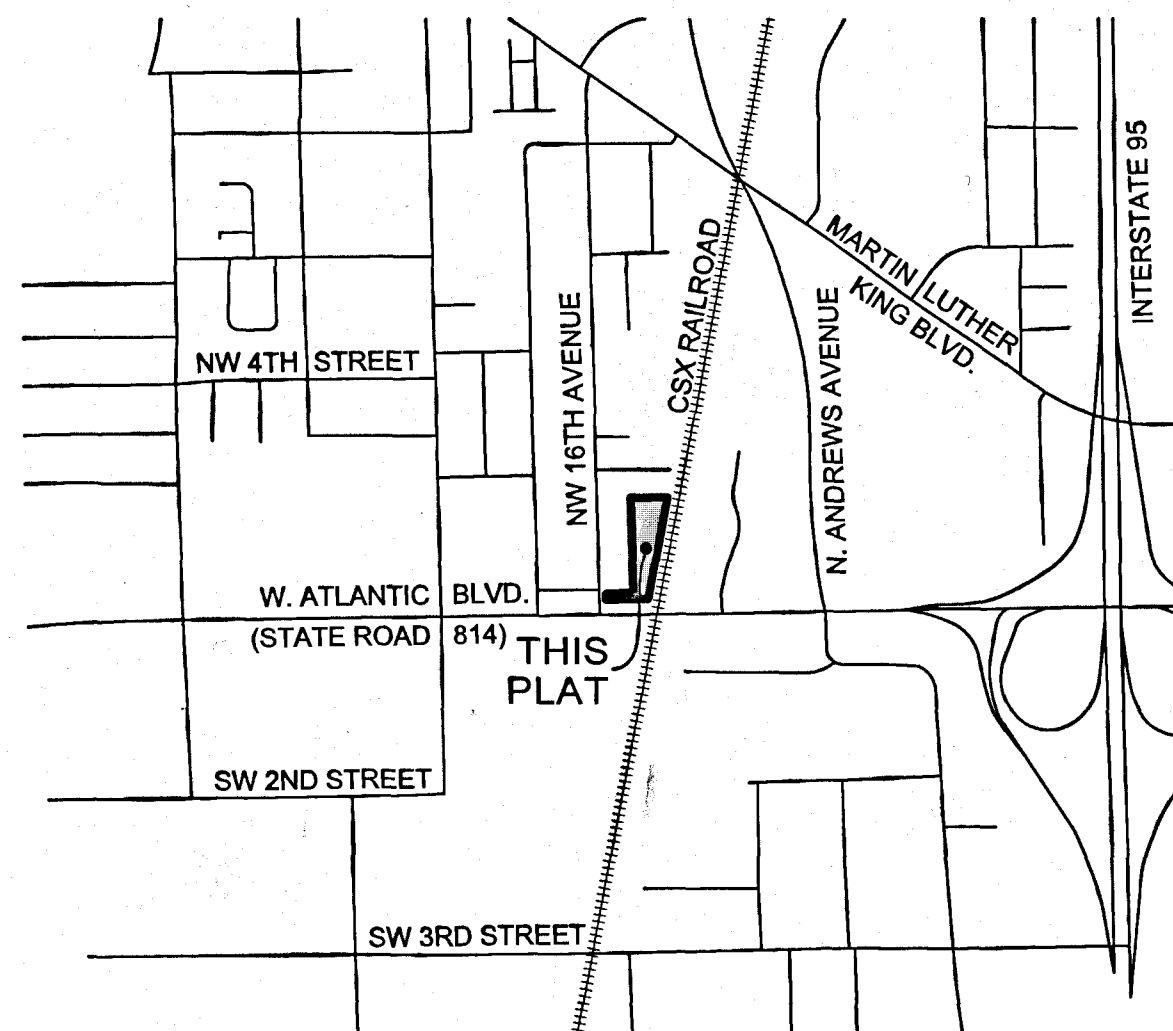 INTERSTATE 95
MARTIN LUTHER
KING BLVD.
CSX RAILROAD
NW 16TH AVENUE
N. ANDREWS AVENUE
NW 4TH STREET
W. ATLANTIC BLVD.
(STATE ROAD 814)
THIS
PLAT
SW 2ND STREET
SW 3RD STREET